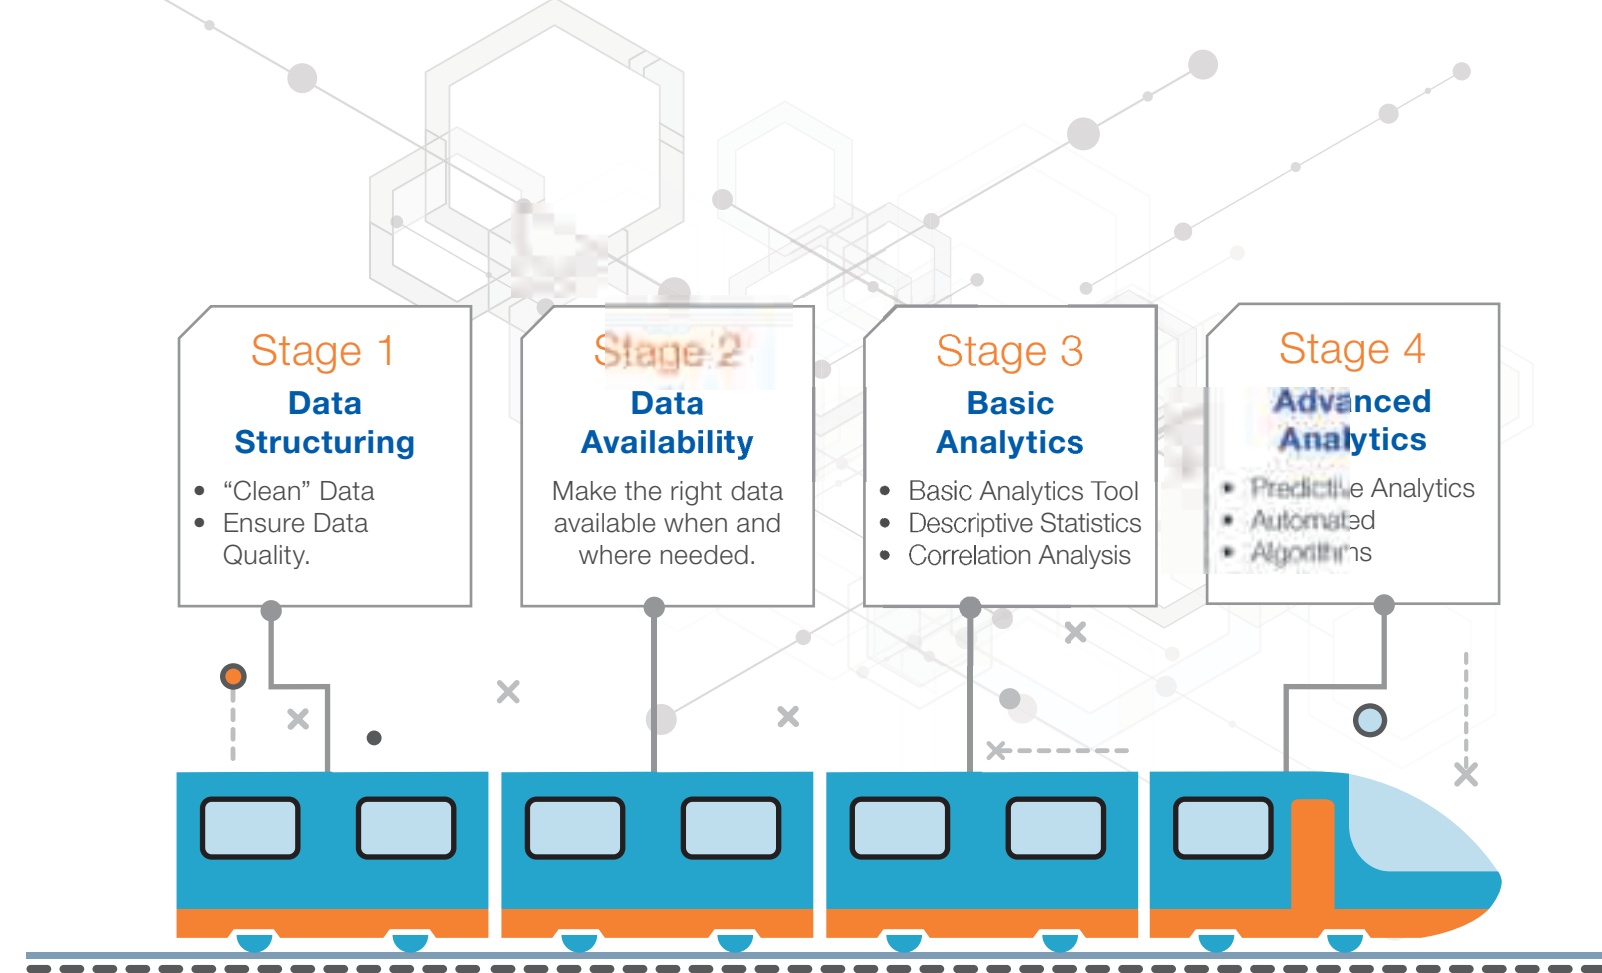 Stage 1
Data
Structuring
• “Clean” Data
• Ensure Data
Quality.
Stage 2
Data
Availability
Make the right data
available when and
where needed.
Stage 3
Basic
Analytics
• Basic Analytics Tool
• Descriptive Statistics
• Correlation Analysis
Stage 4
Advanced
Analytics
• Predictive Analytics
• Automated
• Algorithms